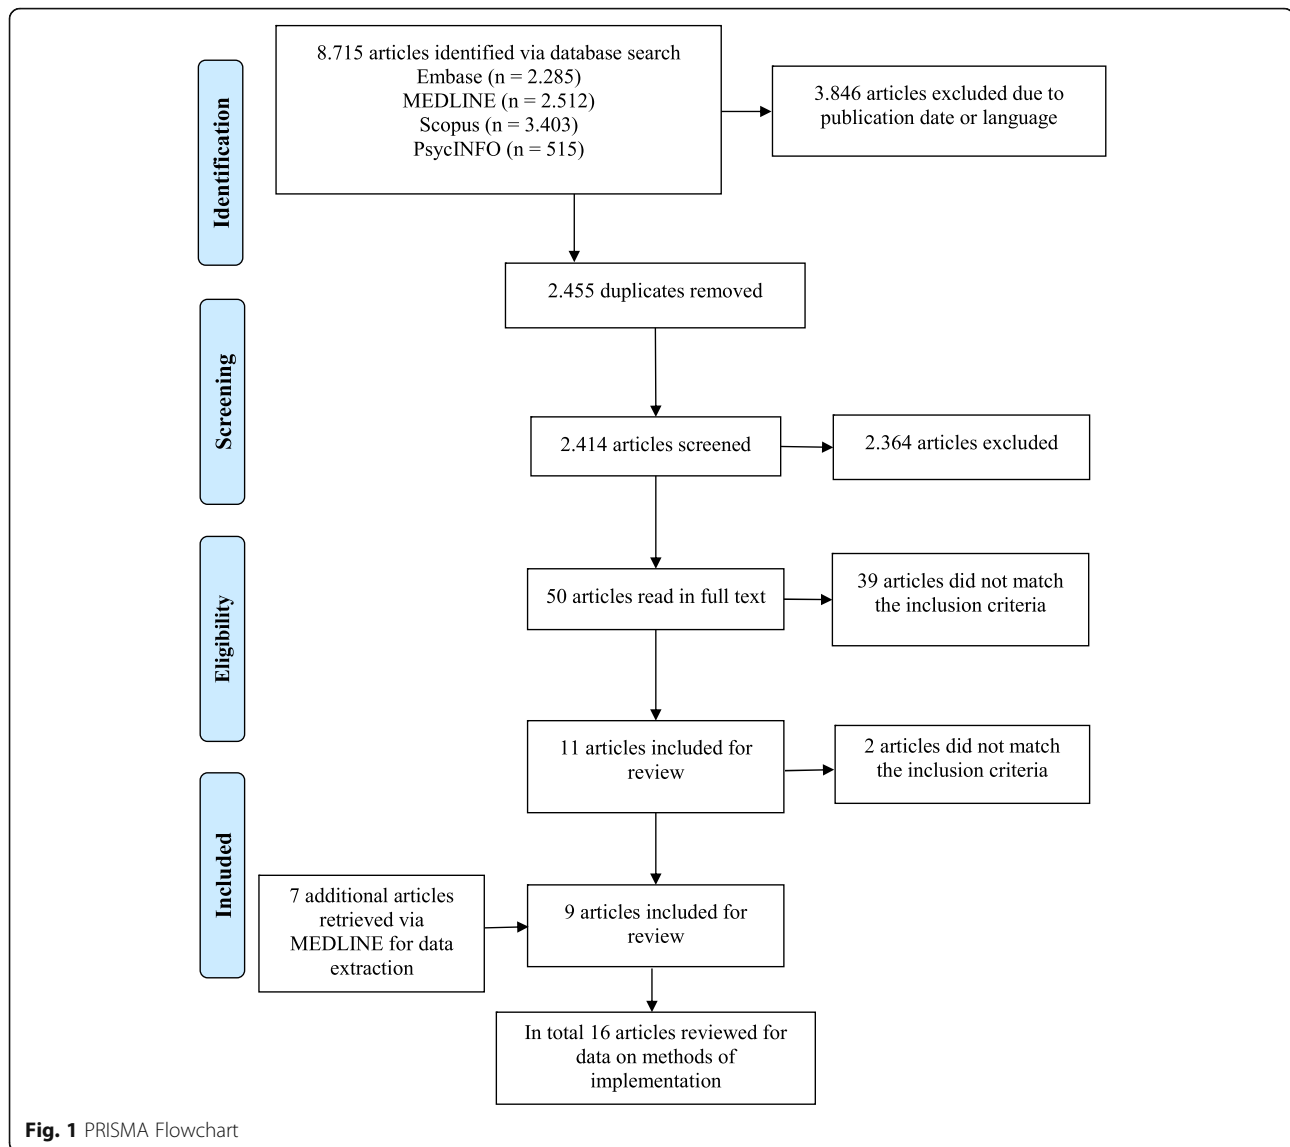 8.715 articles identified via database search
Embase (n = 2.285)
MEDLINE (n = 2.512)
Scopus (n = 3.403)
PsycINFO (n = 515)
3.846 articles excluded due to
publication date or language
Identification
2.455 duplicates removed
Screening
2.414 articles screened
2.364 articles excluded
Eligibility
50 articles read in full text
39 articles did not match
the inclusion criteria
11 articles included for
review
2 articles did not match
the inclusion criteria
Included
7 additional articles
retrieved via
MEDLINE for data
extraction
9 articles included for
review
In total 16 articles reviewed for
data on methods of
implementation
Fig. 1 PRISMA Flowchart